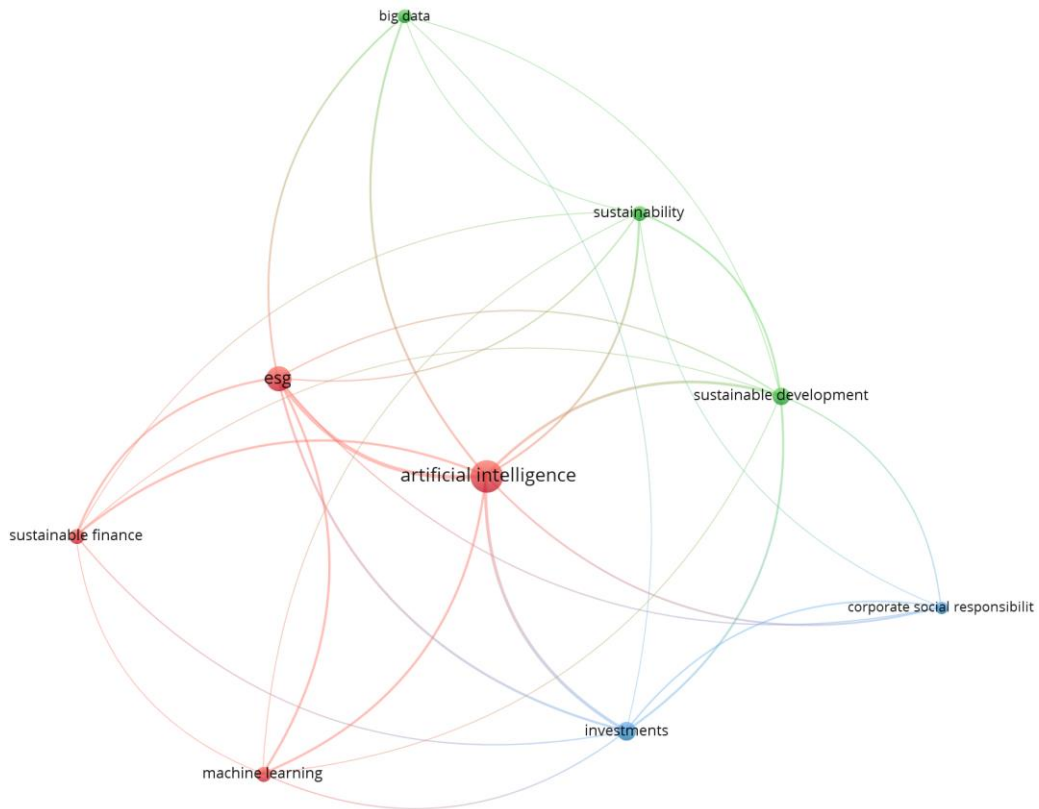 big data
sustainability
esg
sustainable development
artificial intelligence
sustainable finance
corporate social responsibilit
investments
machine learning